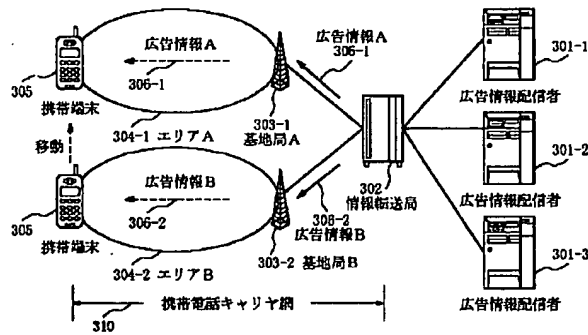 広告情報A
306-1
305
携帯端末
304-1 エリアA
303-1
基地局A
広告情報A
306-1
301-1
広告情報配信者
移動
302
情報転送局
301-2
広告情報配信者
広告情報B
306-2
305
携帯端末
304-2 エリアB
303-2 基地局B
306-2
広告情報B
301-3
広告情報配信者
310
携帯電話キャリヤ網